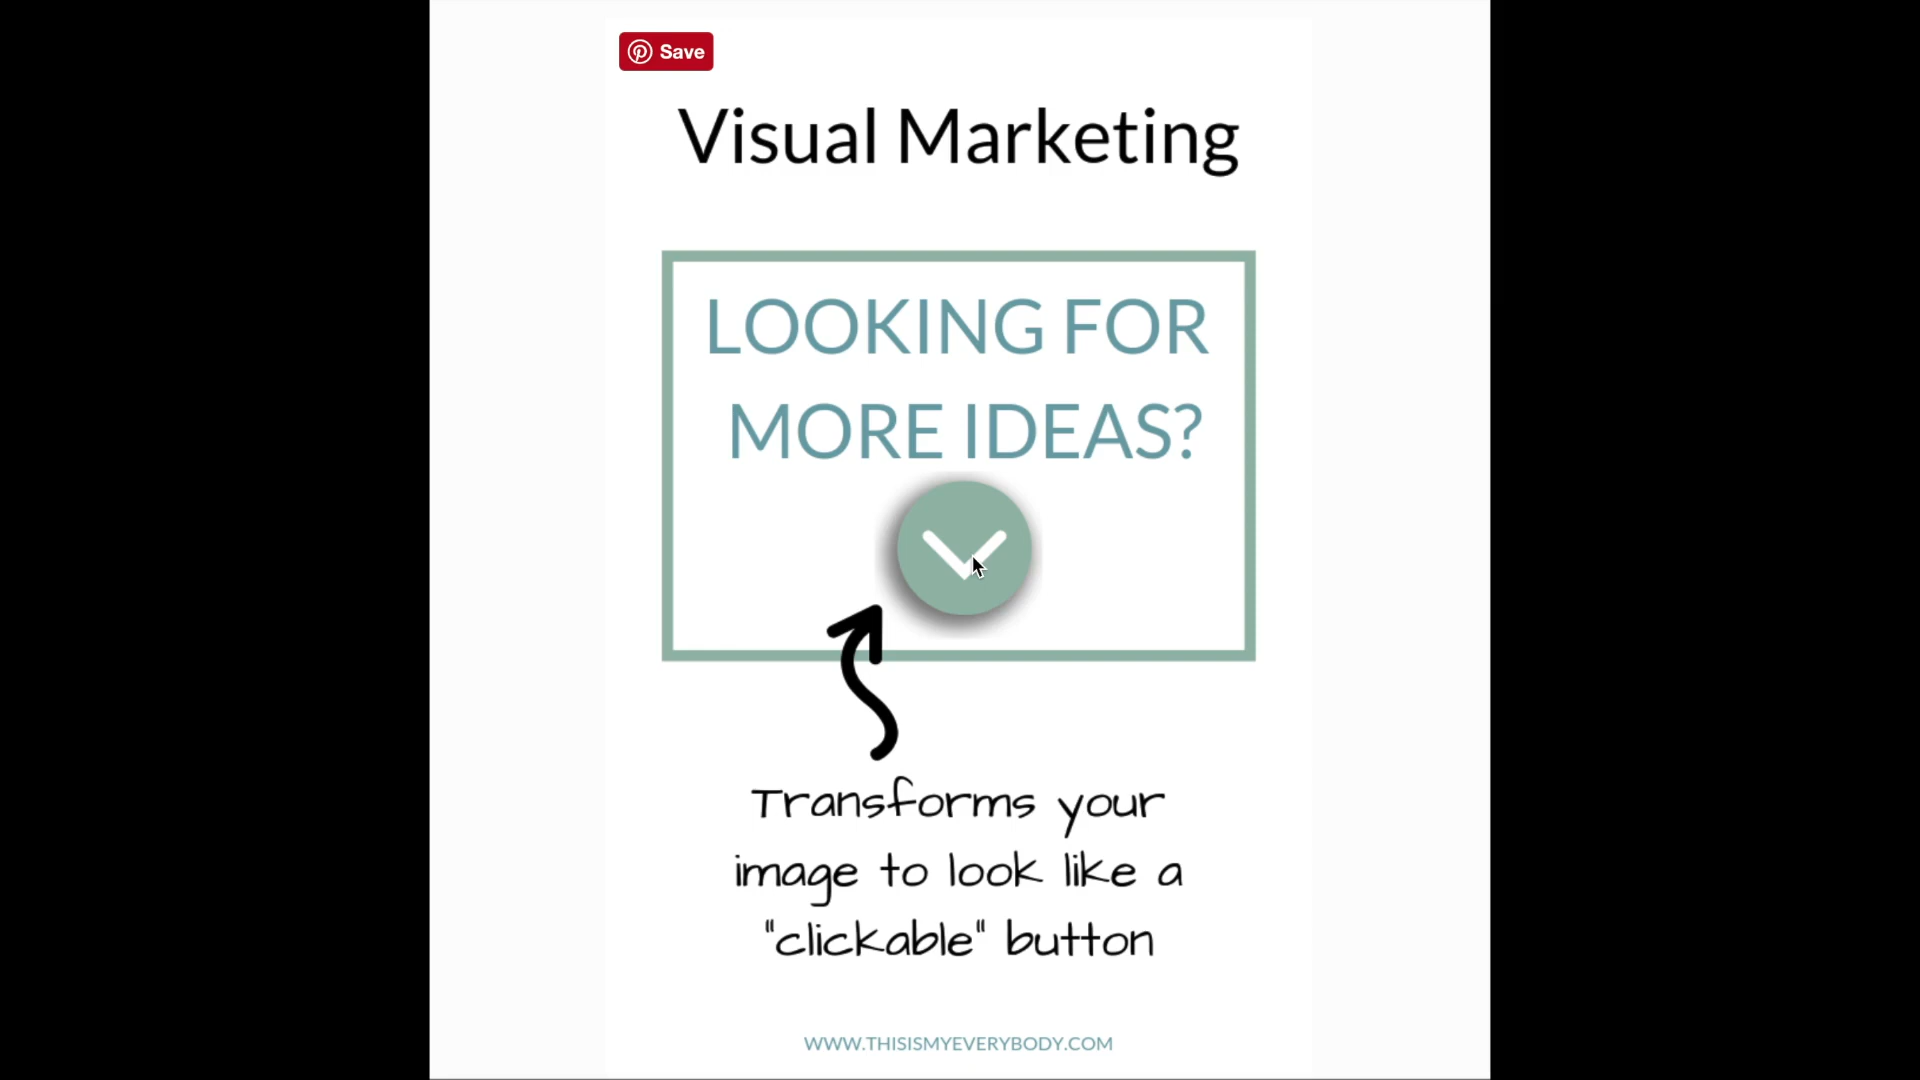 Save
Visual Marketing
LOOKING FOR
MORE IDEAS?
Transforms your
image to look like a
"clickable" button
WWW.THISISMYEVERYBODY.COM